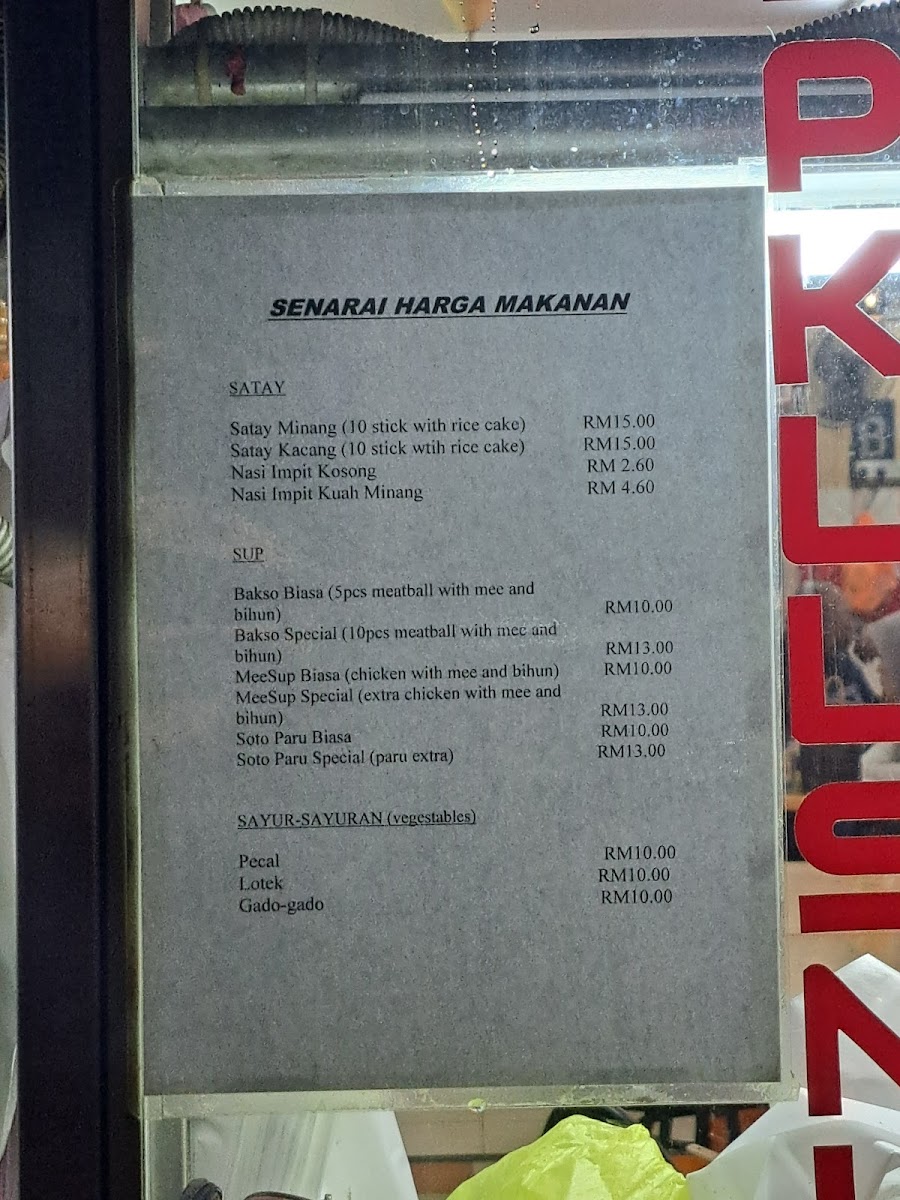 SENARAI HARGA MAKANAN
SATAY
Satay Minang (10 stick with rice cake) RM15.00
Satay Kacang (10 stick wtih rice cake) RM15.00
Nasi Impit Kosong RM 2.60
Nasi Impit Kuah Minang RM 4.60
SUP
Bakso Biasa (5pcs meatball with mee and
bihun) RM10.00
Bakso Special (10pcs meatball with mee and
bihun) RM13.00
MeeSup Biasa (chicken with mee and bihun) RM10.00
MeeSup Special (extra chicken with mee and
bihun) RM13.00
Soto Paru Biasa RM10.00
Soto Paru Special (paru extra) RM13.00
SAYUR-SAYURAN (vegestables)
Pecal RM10.00
Lotek RM10.00
Gado-gado RM10.00